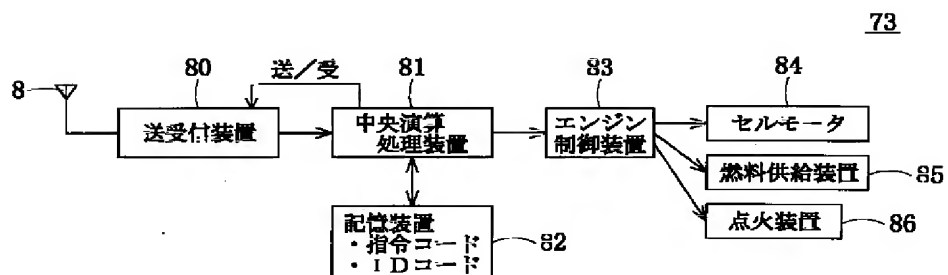 73
80
送/受
81
83
84
8
送受信装置
中央演算
処理装置
エンジン
制御装置
セルモータ
燃料供給装置
85
点火装置
86
記憶装置
・指令コード
・IDコード
82